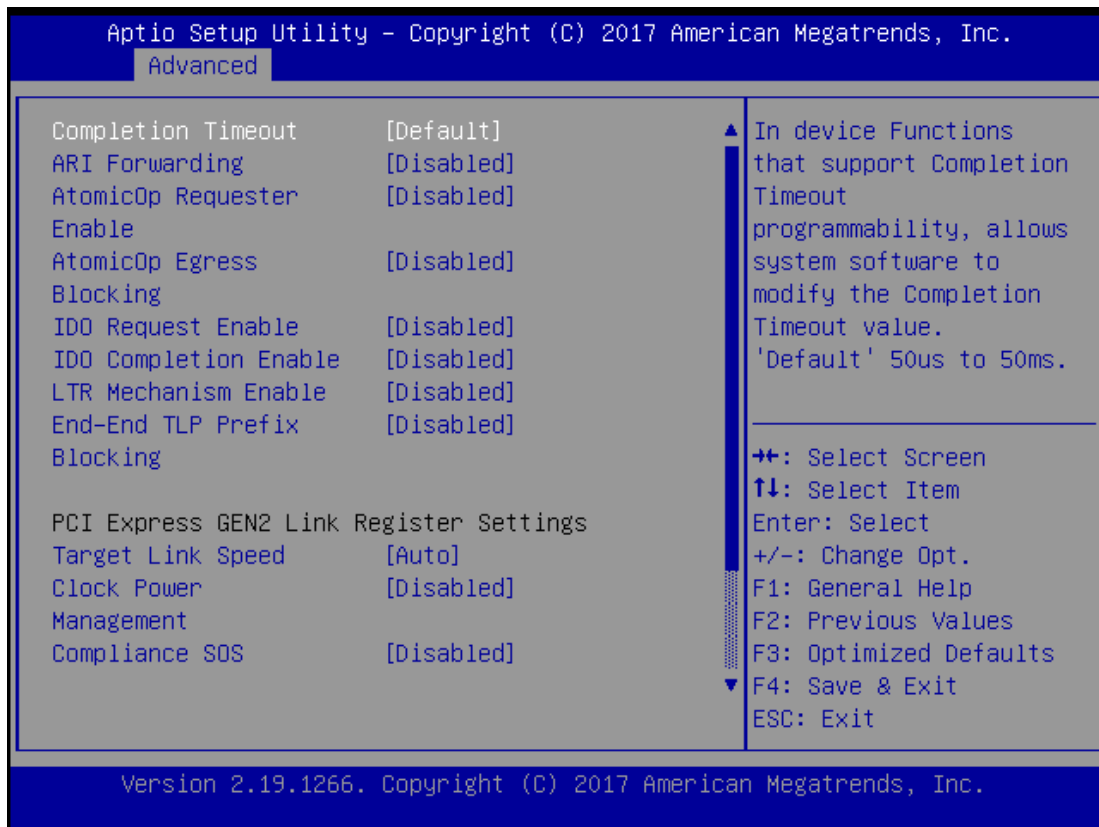 Aptio Setup Utility – Copyright (C) 2017 American Megatrends, Inc.
Advanced
Completion Timeout [Default]
ARI Forwarding [Disabled]
AtomicOp Requester [Disabled]
Enable
AtomicOp Egress [Disabled]
Blocking
IDO Request Enable [Disabled]
IDO Completion Enable [Disabled]
LTR Mechanism Enable [Disabled]
End-End TLP Prefix [Disabled]
Blocking
PCI Express GEN2 Link Register Settings
Target Link Speed [Auto]
Clock Power [Disabled]
Management
Compliance SOS [Disabled]
In device Functions
that support Completion
Timeout
programmability, allows
system software to
modify the Completion
Timeout value.
'Default' 50us to 50ms.
→←: Select Screen
↑↓: Select Item
Enter: Select
+/-: Change Opt.
F1: General Help
F2: Previous Values
F3: Optimized Defaults
F4: Save & Exit
ESC: Exit
Version 2.19.1266. Copyright (C) 2017 American Megatrends, Inc.